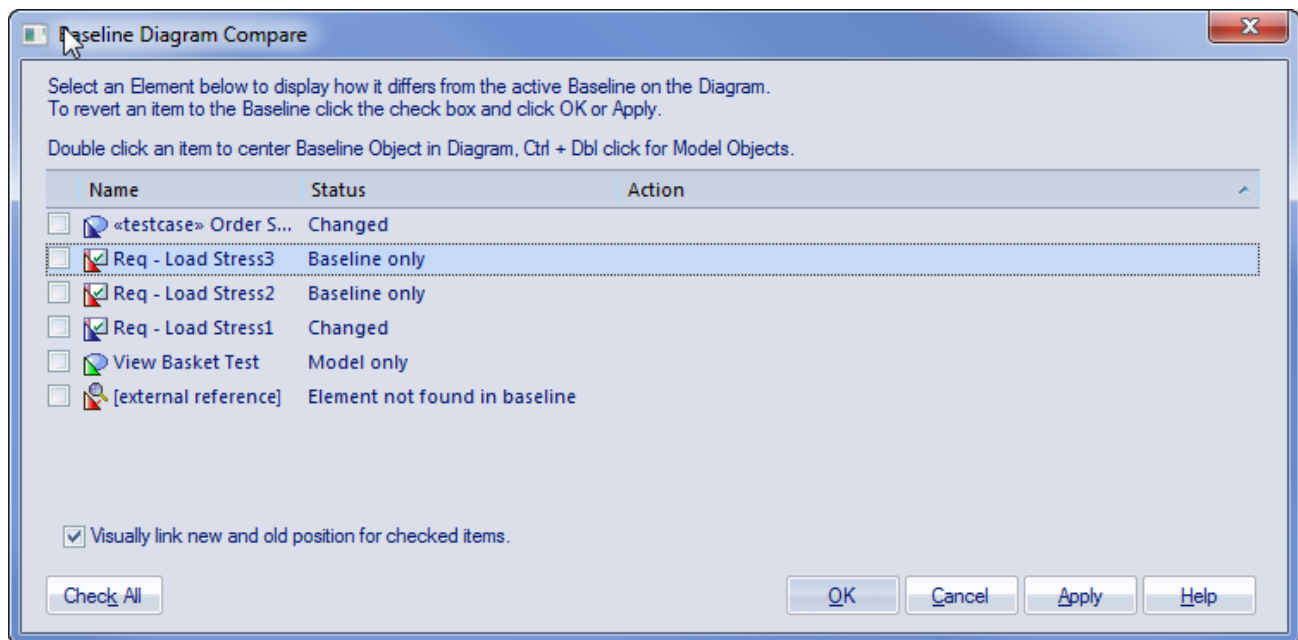 Baseline Diagram Compare
Select an Element below to display how it differs from the active Baseline on the Diagram.
To revert an item to the Baseline click the check box and click OK or Apply.
Double click an item to center Baseline Object in Diagram, Ctrl + Dbl click for Model Objects.
Name Status Action
«testcase» Order S... Changed
Req - Load Stress3 Baseline only
Req - Load Stress2 Baseline only
Req - Load Stress1 Changed
View Basket Test Model only
[external reference] Element not found in baseline
Visually link new and old position for checked items.
Check All OK Cancel Apply Help